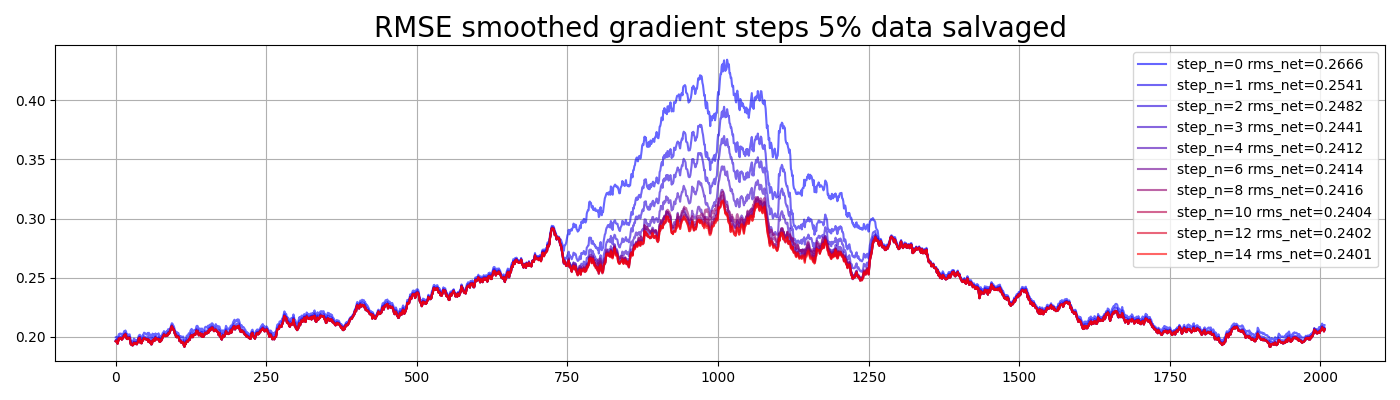 RMSE smoothed gradient steps 5% data salvaged
step_n=0 rms_net=0.2666
step_n=1 rms_net=0.2541
step_n=2 rms_net=0.2482
step_n=3 rms_net=0.2441
step_n=4 rms_net=0.2412
step_n=6 rms_net=0.2414
step_n=8 rms_net=0.2416
step_n=10 rms_net=0.2404
step_n=12 rms_net=0.2402
step_n=14 rms_net=0.2401
0.40
0.35
0.30
0.25
0.20
0 250 500 750 1000 1250 1500 1750 2000